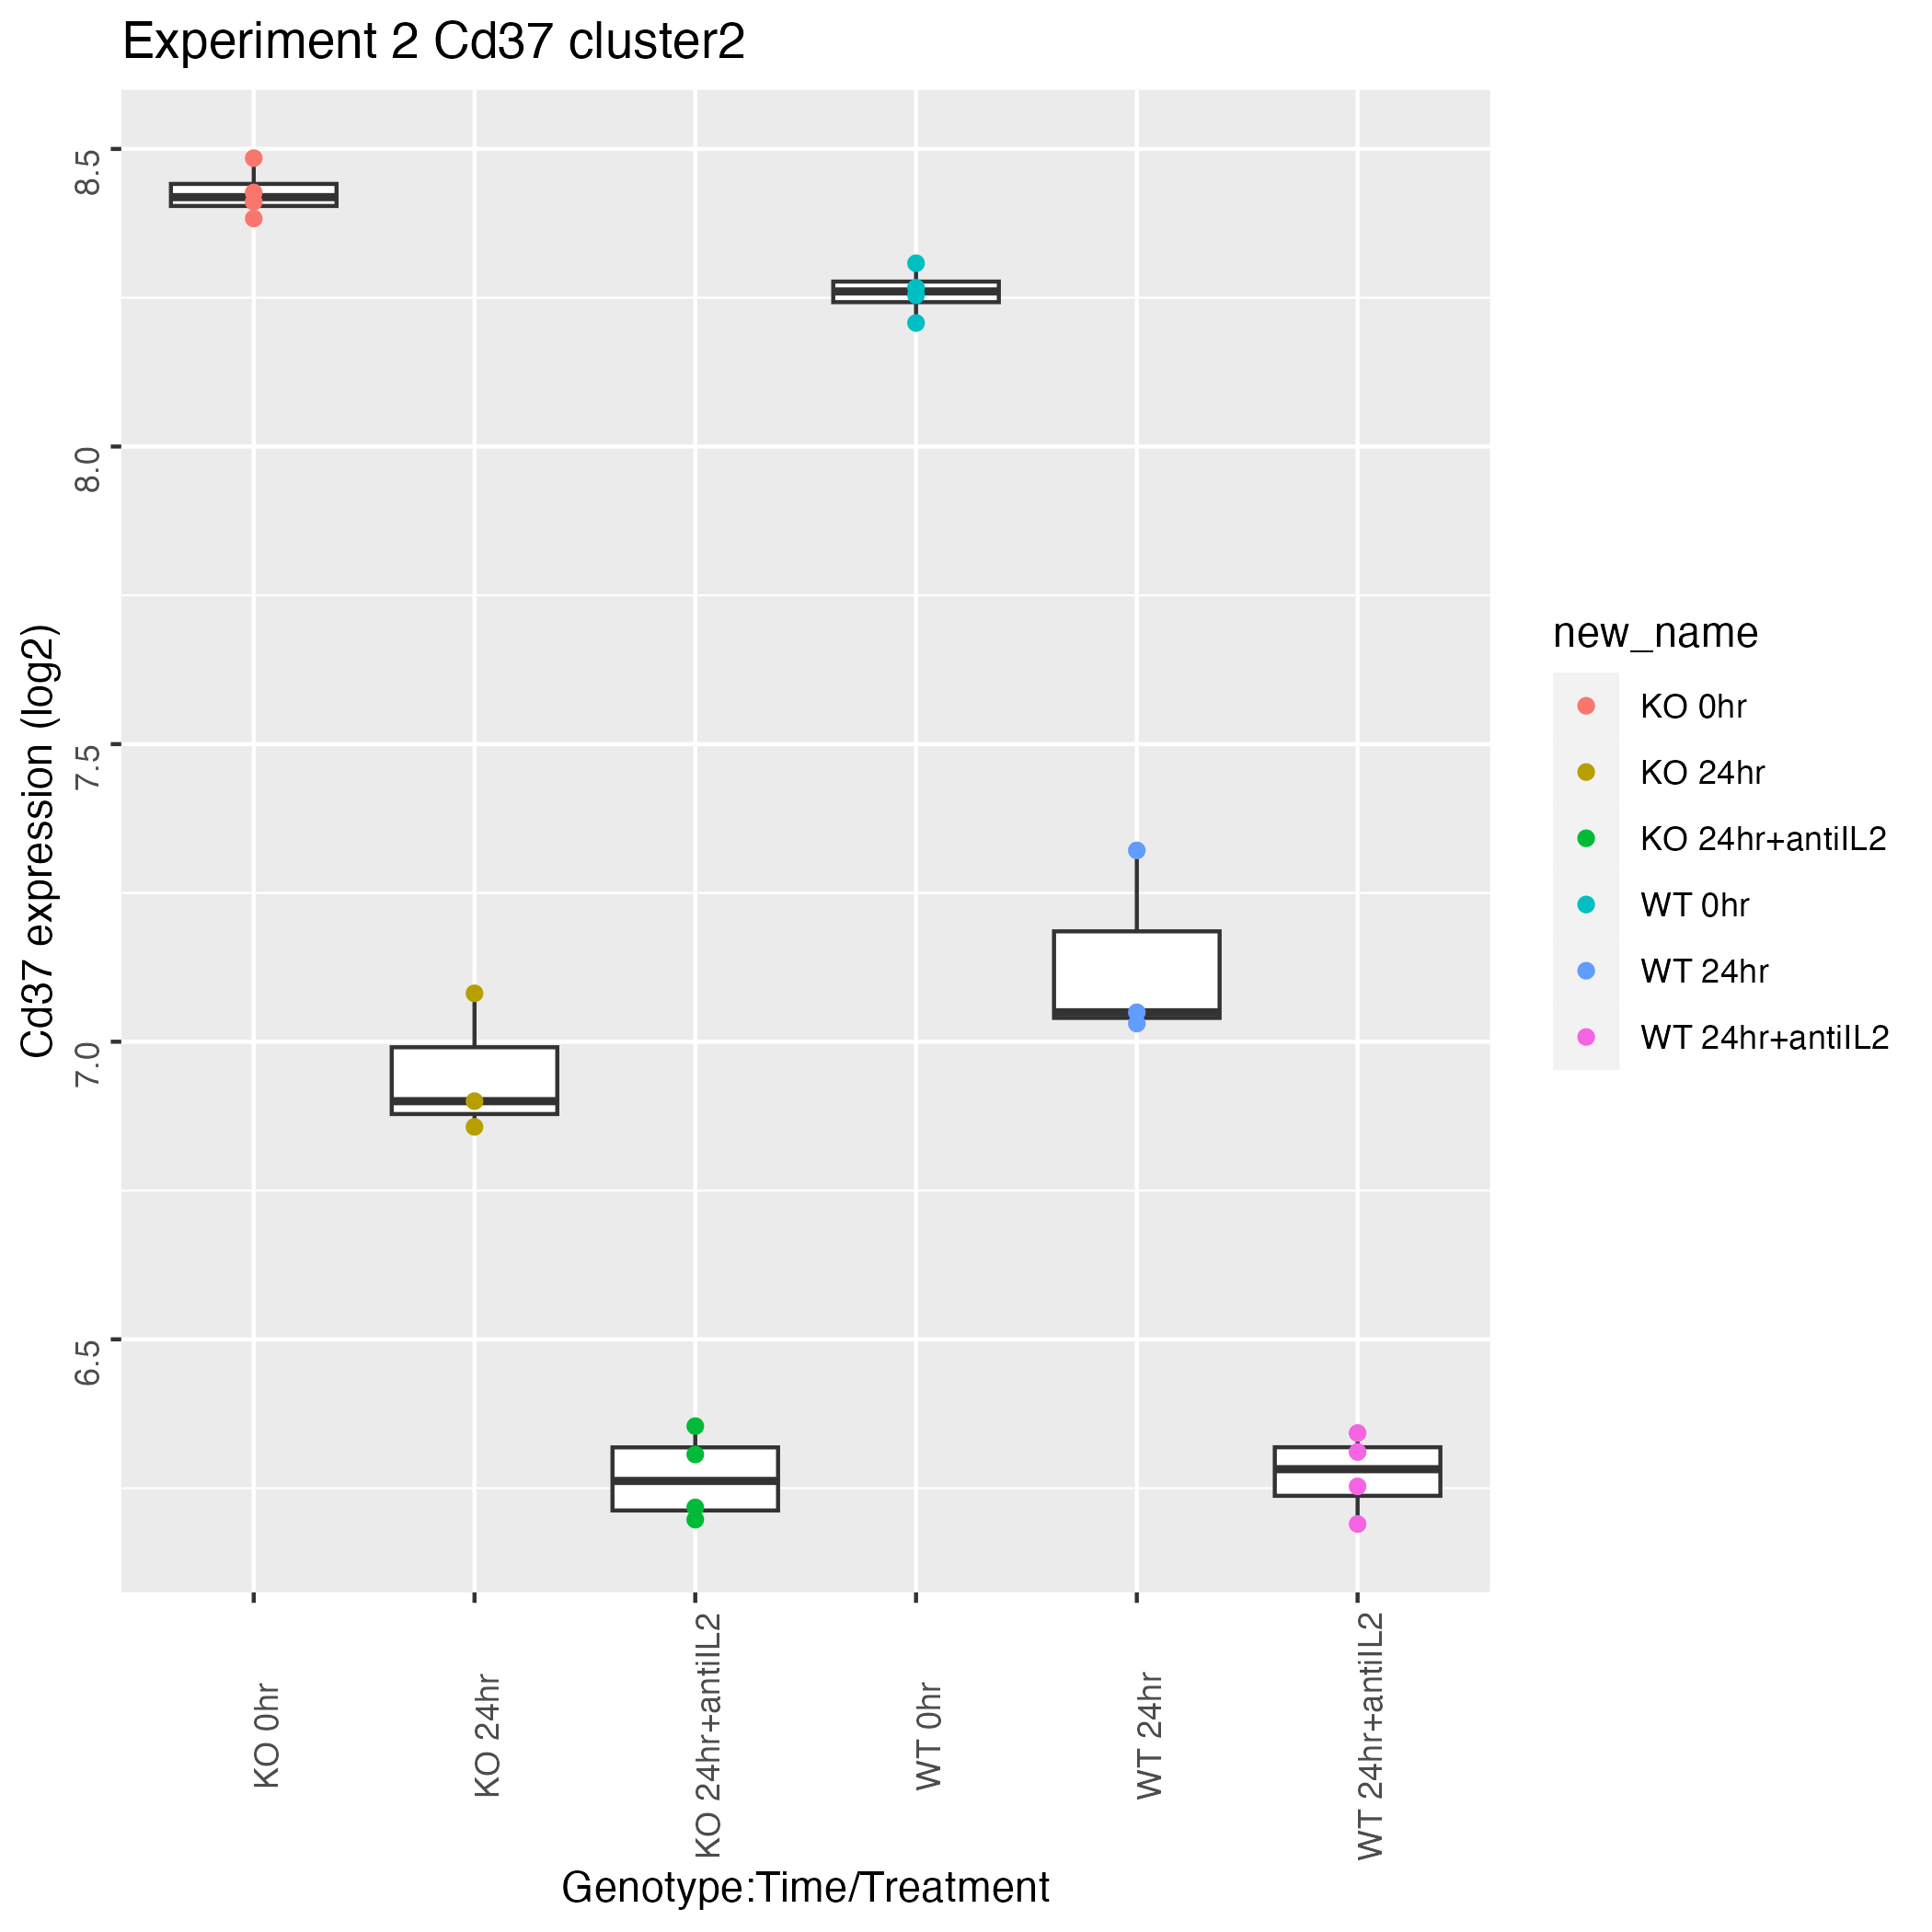 Experiment 2 Cd37 cluster2
Cd37 expression (log2)
8.5
8.0
7.5
7.0
6.5
KO 0hr
KO 24hr
KO 24hr+antiIL2
WT 0hr
WT 24hr
WT 24hr+antiIL2
Genotype:Time/Treatment
new_name
KO 0hr
KO 24hr
KO 24hr+antiIL2
WT 0hr
WT 24hr
WT 24hr+antiIL2